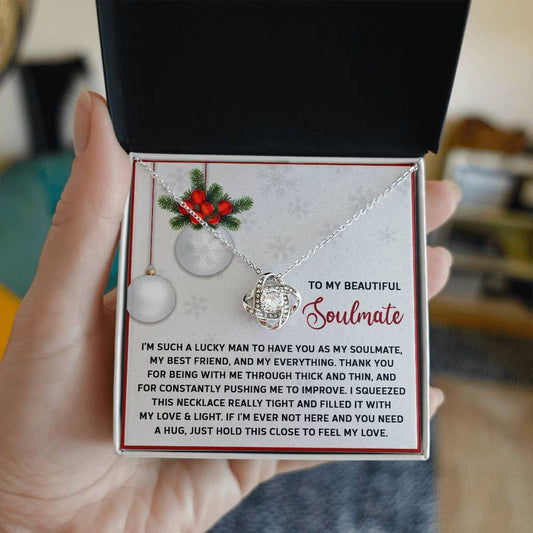 TO MY BEAUTIFUL
Soulmate
I'M SUCH A LUCKY MAN TO HAVE YOU AS MY SOULMATE,
MY BEST FRIEND, AND MY EVERYTHING. THANK YOU
FOR BEING WITH ME THROUGH THICK AND THIN, AND
FOR CONSTANTLY PUSHING ME TO IMPROVE. I SQUEEZED
THIS NECKLACE REALLY TIGHT AND FILLED IT WITH
MY LOVE & LIGHT. IF I'M EVER NOT HERE AND YOU NEED
A HUG, JUST HOLD THIS CLOSE TO FEEL MY LOVE.